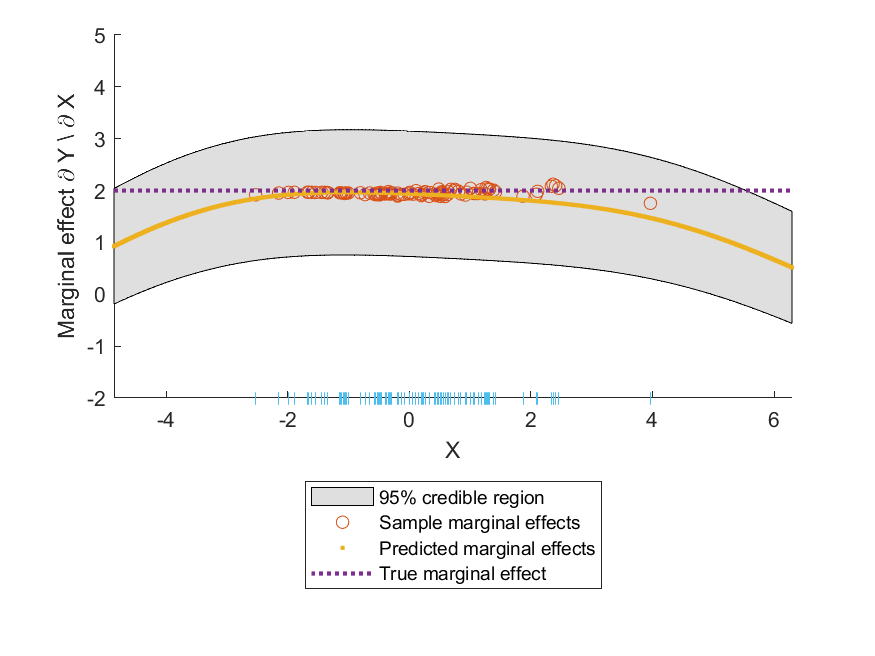 5
4
3
2
1
0
-1
-2
Marginal effect ∂ Y \ ∂ X
-4 -2 0 2 4 6
X
95% credible region
Sample marginal effects
Predicted marginal effects
True marginal effect